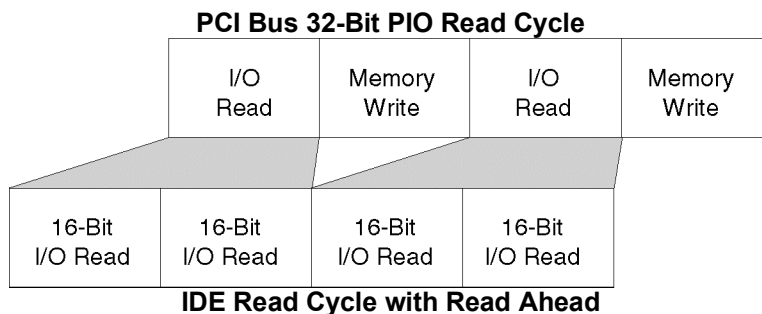 PCI Bus 32-Bit PIO Read Cycle
I/O Read
Memory Write
I/O Read
Memory Write
16-Bit I/O Read
16-Bit I/O Read
16-Bit I/O Read
16-Bit I/O Read
IDE Read Cycle with Read Ahead